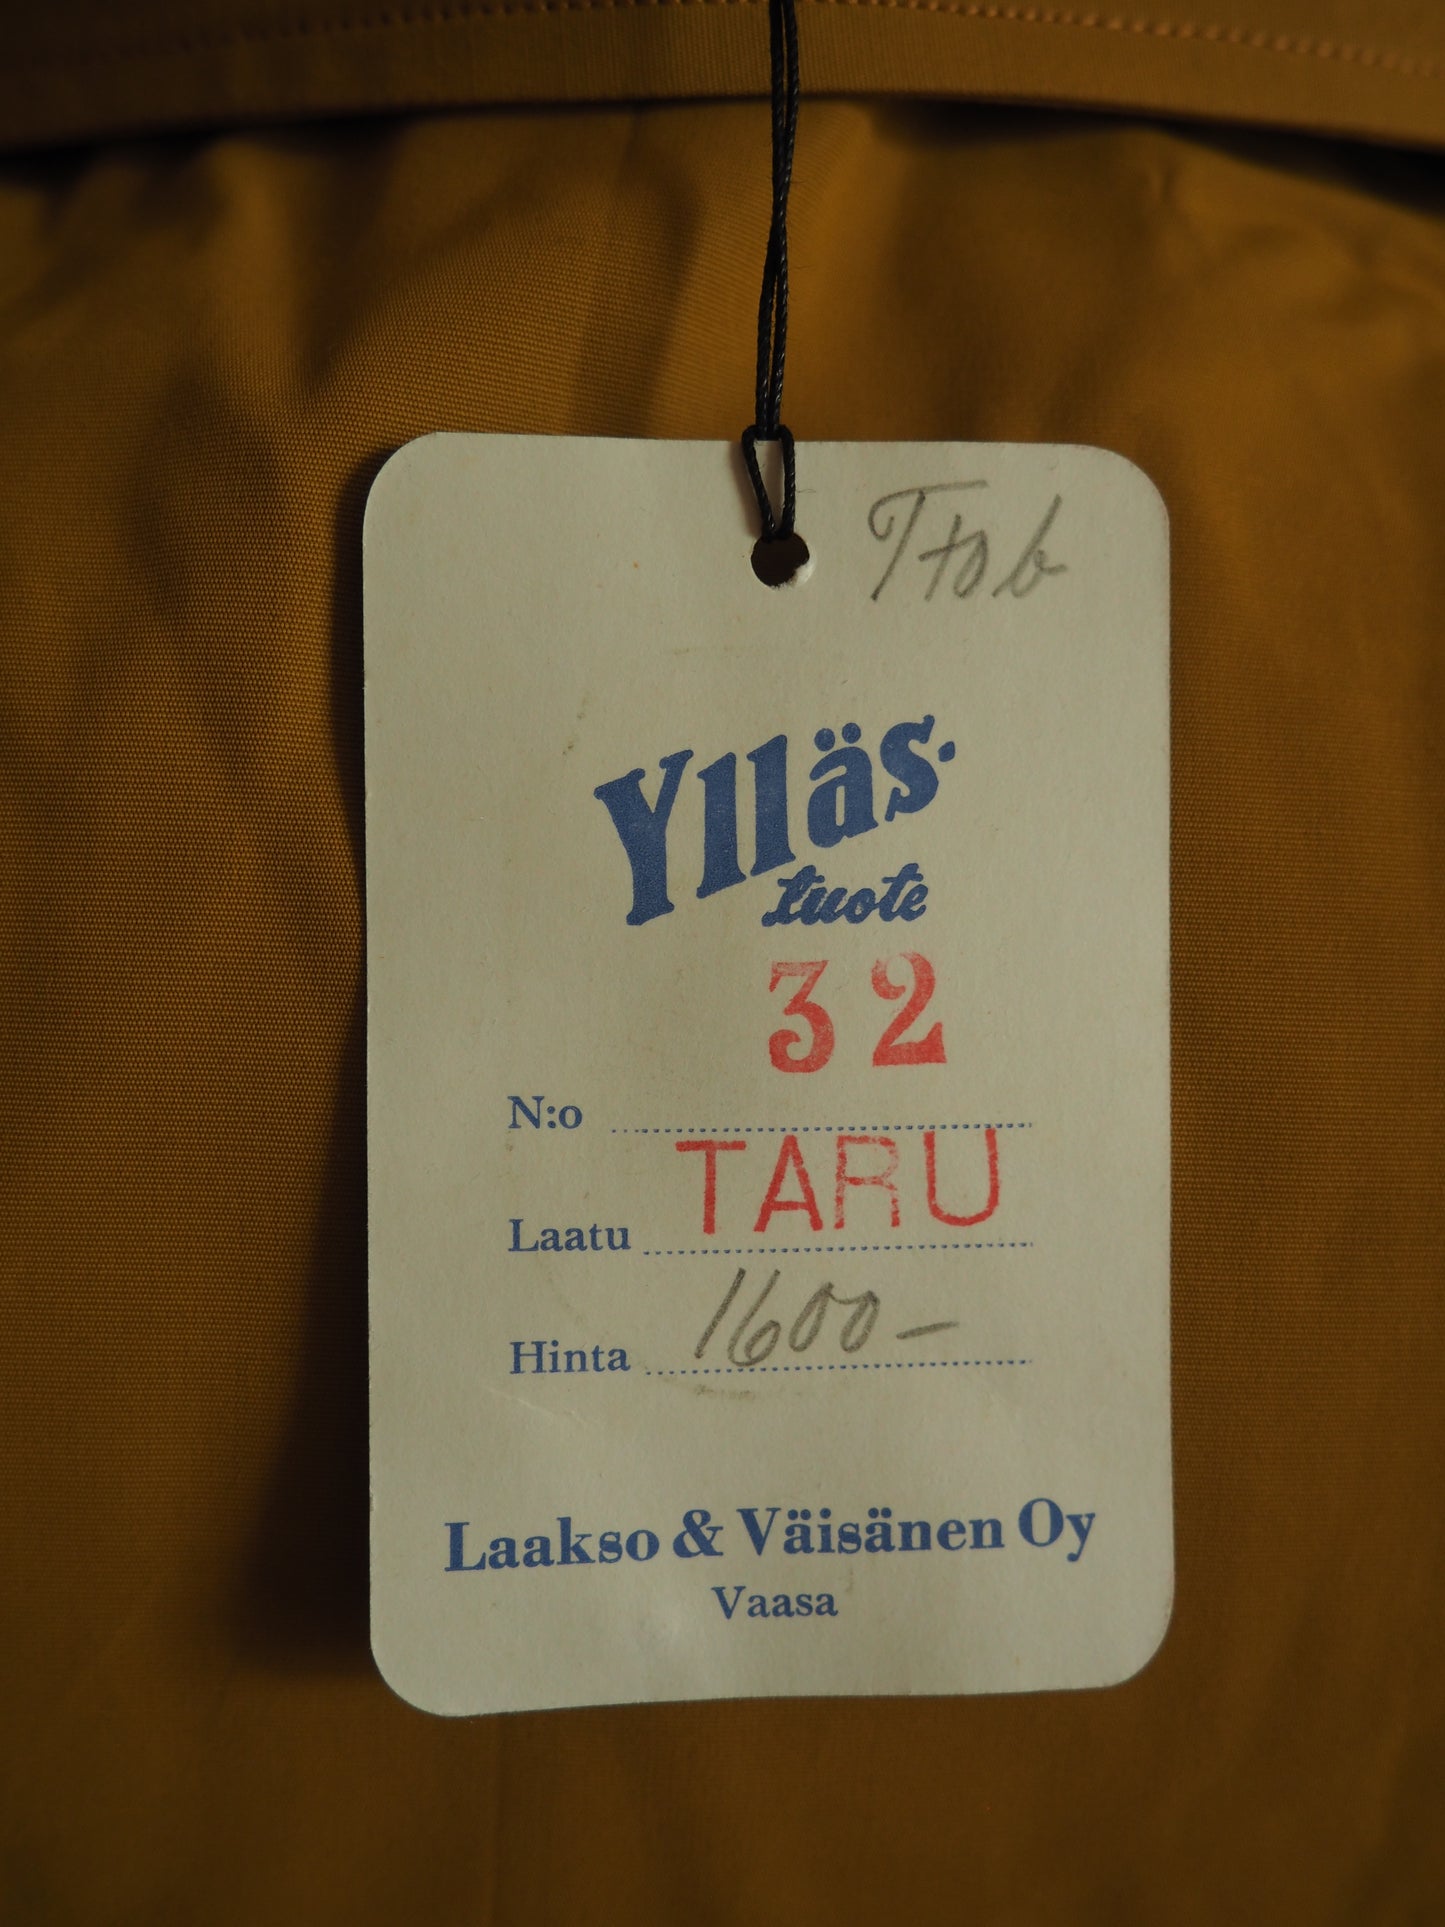 Ylläs-
tuote
32
N:o
TARU
Laatu
Hinta 1600-
Laakso & Väisänen Oy
Vaasa